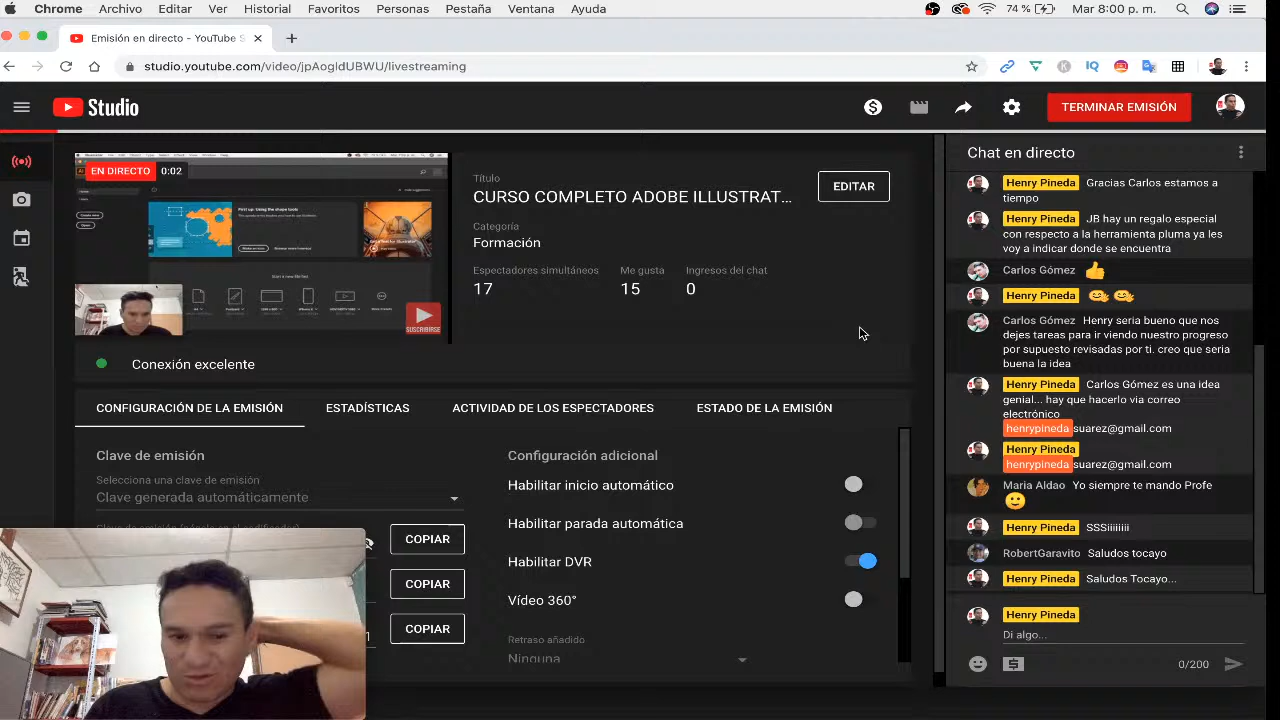 Chrome Archivo Editar Ver Historial Favoritos Personas Pestaña Ventana Ayuda 74 % Mar 8:00 p. m.
Emisión en directo - YouTube S
studio.youtube.com/video/jpAogldUBWU/livestreaming
Studio
TERMINAR EMISIÓN
EN DIRECTO 0:02
SUSCRIBIRSE
Título
CURSO COMPLETO ADOBE ILLUSTRAT...
EDITAR
Categoría
Formación
Espectadores simultáneos Me gusta Ingresos del chat
17 15 0
Conexión excelente
CONFIGURACIÓN DE LA EMISIÓN ESTADÍSTICAS ACTIVIDAD DE LOS ESPECTADORES ESTADO DE LA EMISIÓN
Clave de emisión
Selecciona una clave de emisión
Clave generada automáticamente
COPIAR
COPIAR
COPIAR
Configuración adicional
Habilitar inicio automático
Habilitar parada automática
Habilitar DVR
Vídeo 360°
Retraso añadido
Ninguna
Chat en directo
Henry Pineda Gracias Carlos estamos a
tiempo
Henry Pineda JB hay un regalo especial
con respecto a la herramienta pluma ya les
voy a indicar donde se encuentra
Carlos Gómez
Henry Pineda
Carlos Gómez Henry seria bueno que nos
dejes tareas para ir viendo nuestro progreso
por supuesto revisadas por ti. creo que seria
buena la idea
Henry Pineda Carlos Gómez es una idea
genial... hay que hacerlo via correo
electrónico
henrypineda suarez@gmail.com
Henry Pineda
henrypineda suarez@gmail.com
Maria Aldao Yo siempre te mando Profe
Henry Pineda SSSiiiiiii
RobertGaravito Saludos tocayo
Henry Pineda Saludos Tocayo...
Henry Pineda
Di algo...
0/200